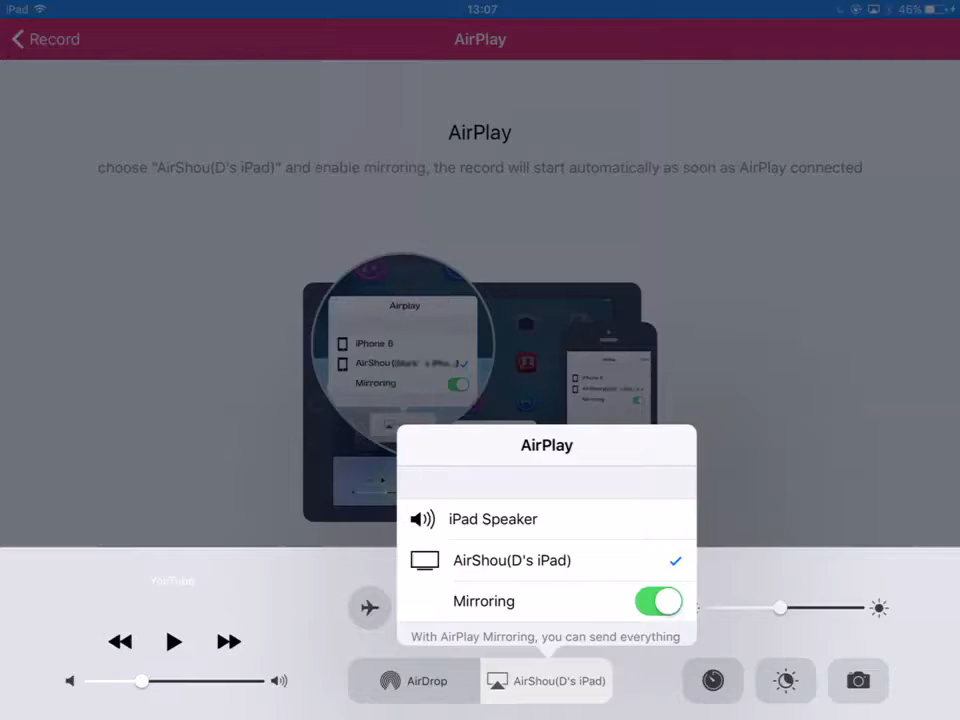 iPad
13:07
46%
Record
AirPlay
AirPlay
choose "AirShou(D's iPad)" and enable mirroring, the record will start automatically as soon as AirPlay connected
Airplay
iPhone 6
AirShou
Mirroring
AirPlay
iPad Speaker
AirShou(D's iPad)
Mirroring
With AirPlay Mirroring, you can send everything
YouTube
AirDrop
AirShou(D's iPad)